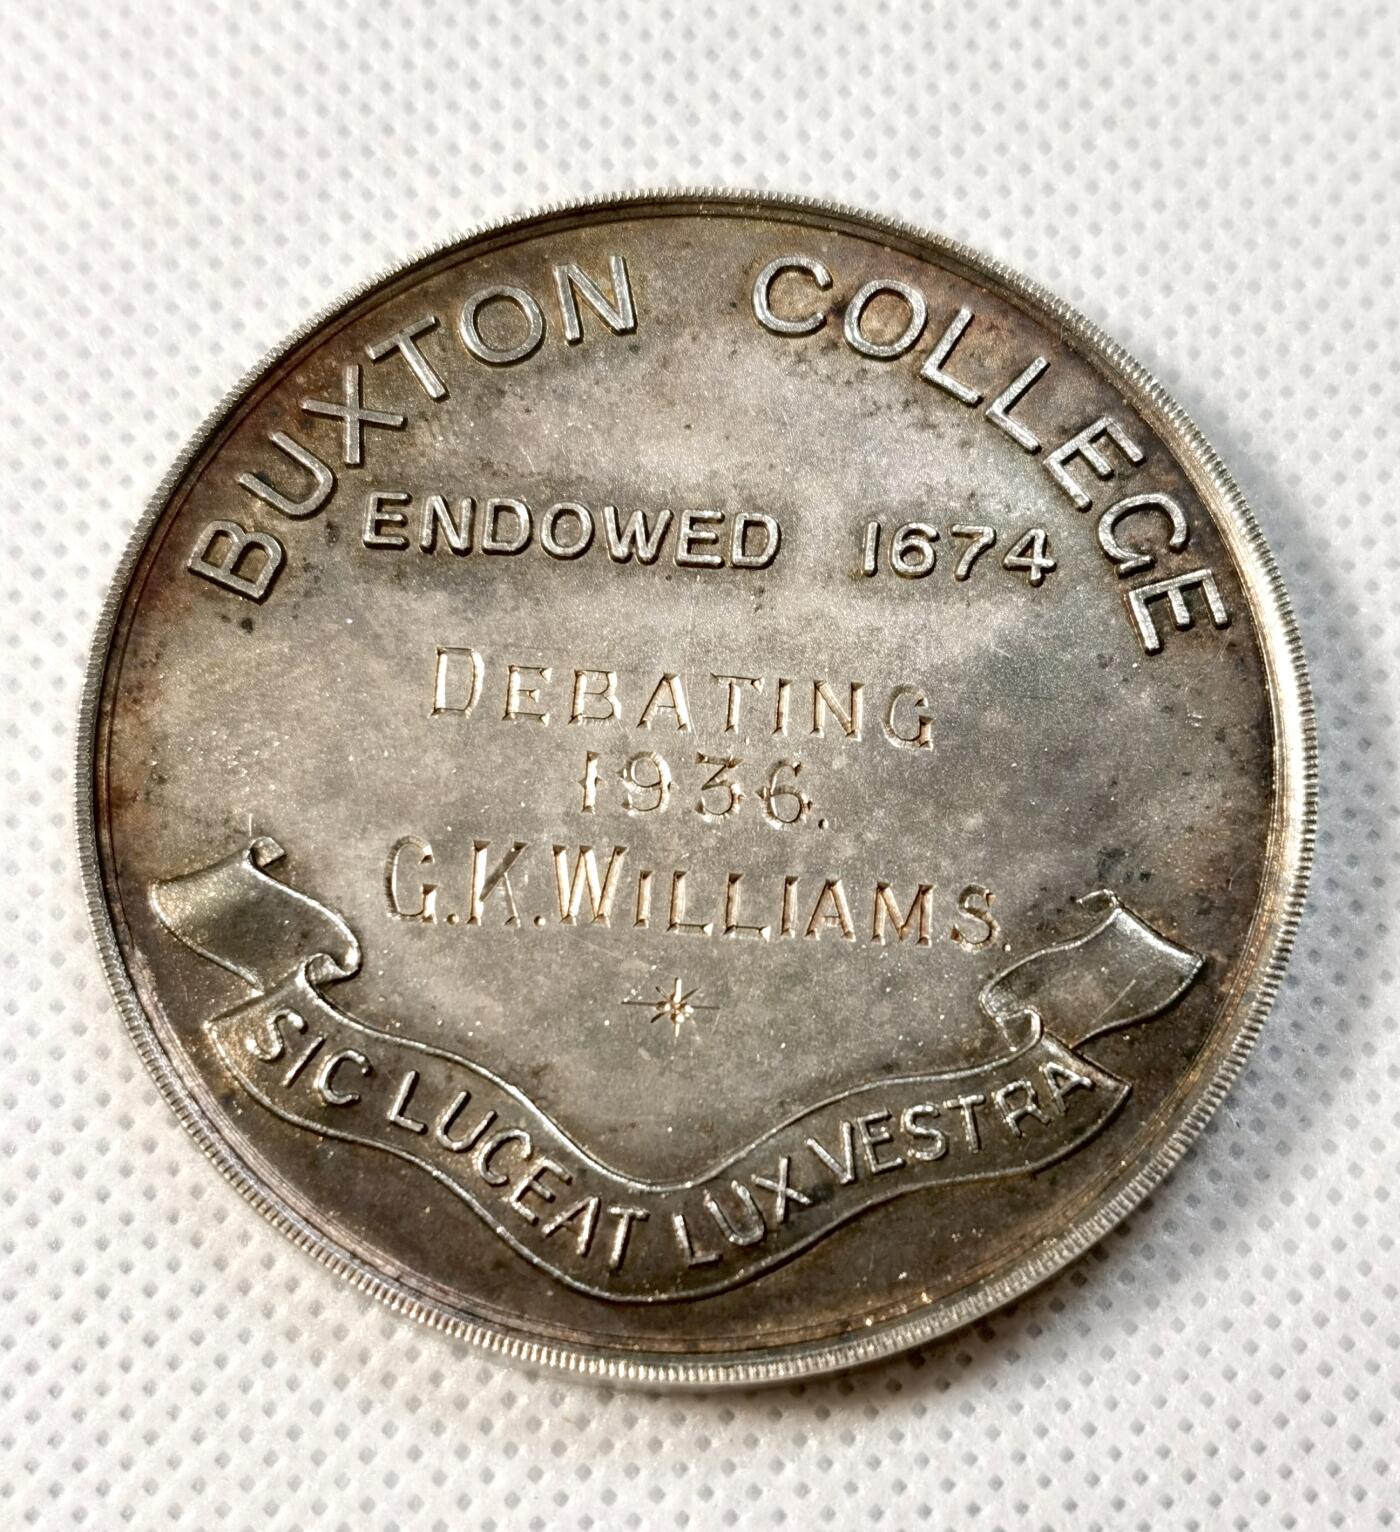 BUXTON COLLEGE
ENDOWED 1674
DEBATING
1936.
G.K.WILLIAMS.
SIC LUCEAT LUX VESTRA